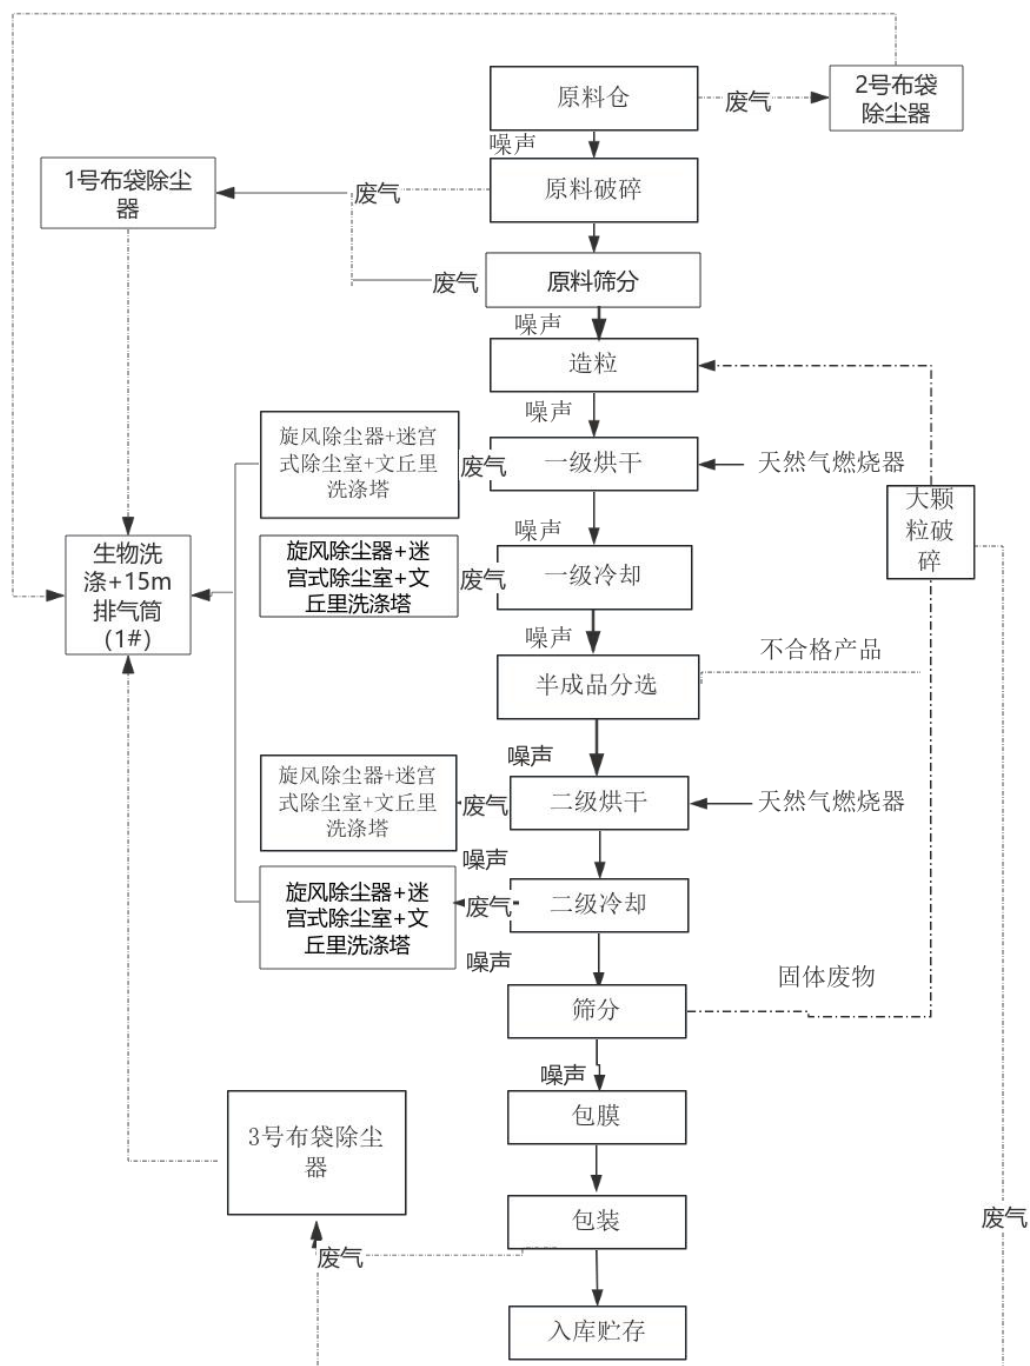 原料仓
废气
2号布袋
除尘器
噪声
1号布袋除尘
器
废气
原料破碎
废气
原料筛分
噪声
造粒
噪声
旋风除尘器+迷宫
式除尘室+文丘里
洗涤塔
废气
一级烘干
天然气燃烧器
大颗
粒破
碎
噪声
生物洗
涤+15m
排气筒
(1#)
旋风除尘器+迷
宫式除尘室+文
丘里洗涤塔
废气
一级冷却
噪声
不合格产品
半成品分选
噪声
旋风除尘器+迷宫
式除尘室+文丘里
洗涤塔
废气
二级烘干
天然气燃烧器
噪声
旋风除尘器+迷
宫式除尘室+文
丘里洗涤塔
废气
二级冷却
噪声
固体废物
筛分
噪声
包膜
3号布袋除尘
器
包装
废气
废气
入库贮存